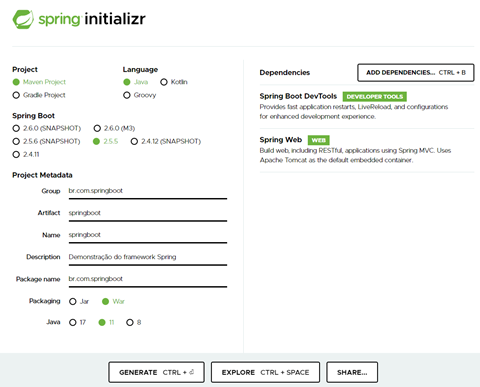 spring initializr
Project
Maven Project
Gradle Project
Language
Java Kotlin
Groovy
Spring Boot
2.6.0 (SNAPSHOT) 2.6.0 (M3)
2.5.6 (SNAPSHOT) 2.5.5 2.4.12 (SNAPSHOT)
2.4.11
Project Metadata
Group br.com.springboot
Artifact springboot
Name springboot
Description Demonstração do framework Spring
Package name br.com.springboot
Packaging Jar War
Java 17 11 8
Dependencies
ADD DEPENDENCIES... CTRL + B
Spring Boot DevTools DEVELOPER TOOLS
Provides fast application restarts, LiveReload, and configurations
for enhanced development experience.
Spring Web WEB
Build web, including RESTful, applications using Spring MVC. Uses
Apache Tomcat as the default embedded container.
GENERATE CTRL + ⏎
EXPLORE CTRL + SPACE
SHARE...